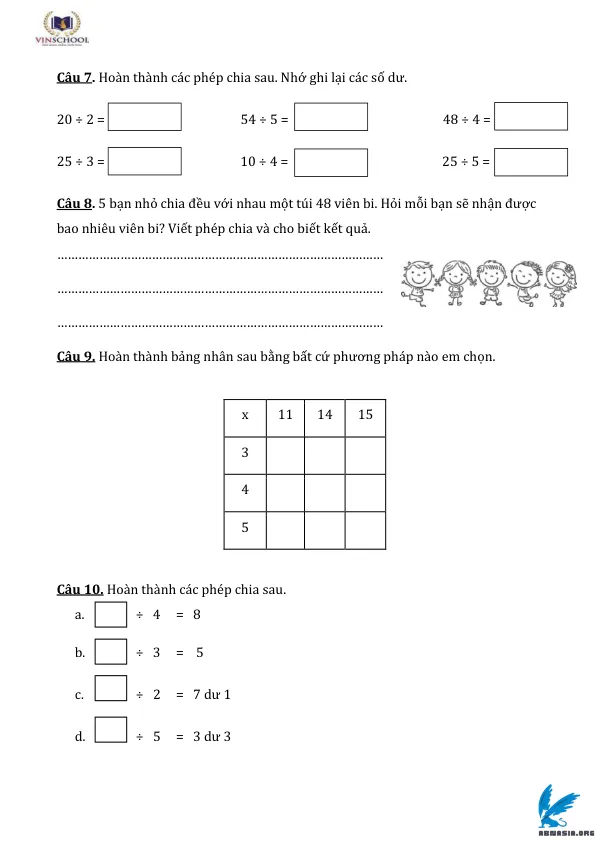 VINSCHOOL
Câu 7. Hoàn thành các phép chia sau. Nhớ ghi lại các số dư.
20 ÷ 2 = 54 ÷ 5 = 48 ÷ 4 =
25 ÷ 3 = 10 ÷ 4 = 25 ÷ 5 =
Câu 8. 5 bạn nhỏ chia đều với nhau một túi 48 viên bi. Hỏi mỗi bạn sẽ nhận được
bao nhiêu viên bi? Viết phép chia và cho biết kết quả.
Câu 9. Hoàn thành bảng nhân sau bằng bất cứ phương pháp nào em chọn.
x 11 14 15
3
4
5
Câu 10. Hoàn thành các phép chia sau.
a. ÷ 4 = 8
b. ÷ 3 = 5
c. ÷ 2 = 7 dư 1
d. ÷ 5 = 3 dư 3
ABNASIA.ORG